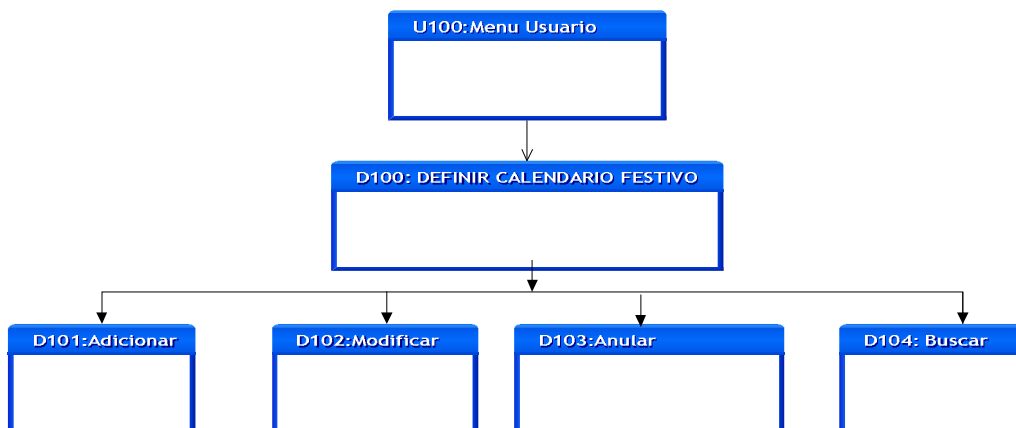 U100:Menu Usuario
D100: DEFINIR CALENDARIO FESTIVO
D101:Adicionar
D102:Modificar
D103:Anular
D104: Buscar